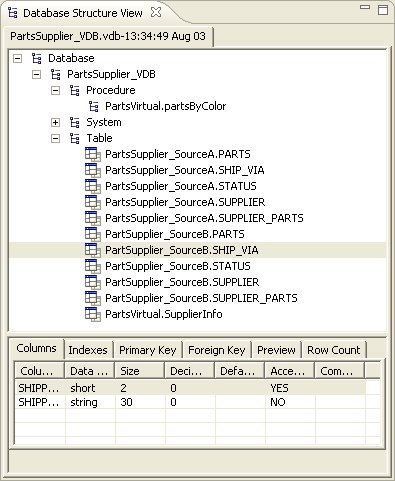 Database Structure View
PartsSupplier_VDB.vdb-13:34:49 Aug 03
Database
PartsSupplier_VDB
Procedure
PartsVirtual.partsByColor
System
Table
PartsSupplier_SourceA.PARTS
PartsSupplier_SourceA.SHIP_VIA
PartsSupplier_SourceA.STATUS
PartsSupplier_SourceA.SUPPLIER
PartsSupplier_SourceA.SUPPLIER_PARTS
PartSupplier_SourceB.PARTS
PartSupplier_SourceB.SHIP_VIA
PartSupplier_SourceB.STATUS
PartSupplier_SourceB.SUPPLIER
PartSupplier_SourceB.SUPPLIER_PARTS
PartsVirtual.SupplierInfo
Columns Indexes Primary Key Foreign Key Preview Row Count
Colu... Data ... Size Deci... Defa... Acce... Com...
SHIPP... short 2 0 YES
SHIPP... string 30 0 NO